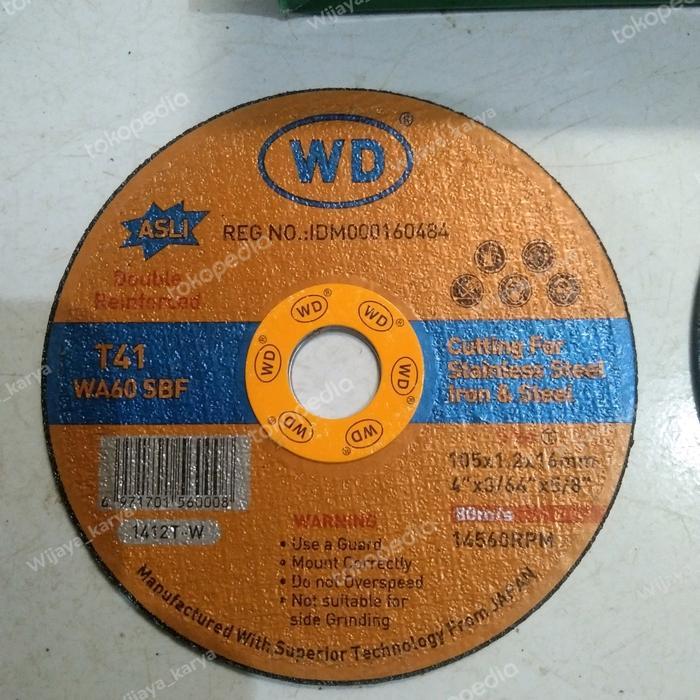 WD®
ASLI
REG NO.:IDM000160484
Double
Reinforced
T41
WA60 SBF
Cutting For
Stainless Steel
Iron & Steel
WD®
WD®
WD®
WD®
WD®
WD®
105x1.2x16mm
4"x3/64"x5/8"
80m/s
14560RPM
6 971701 560008
1412T-W
WARNING
• Use a Guard
• Mount Correctly
• Do not Overspeed
• Not suitable for
side Grinding
Manufactured With Superior Technology From JAPAN
tokopedia
Wijaya_karya